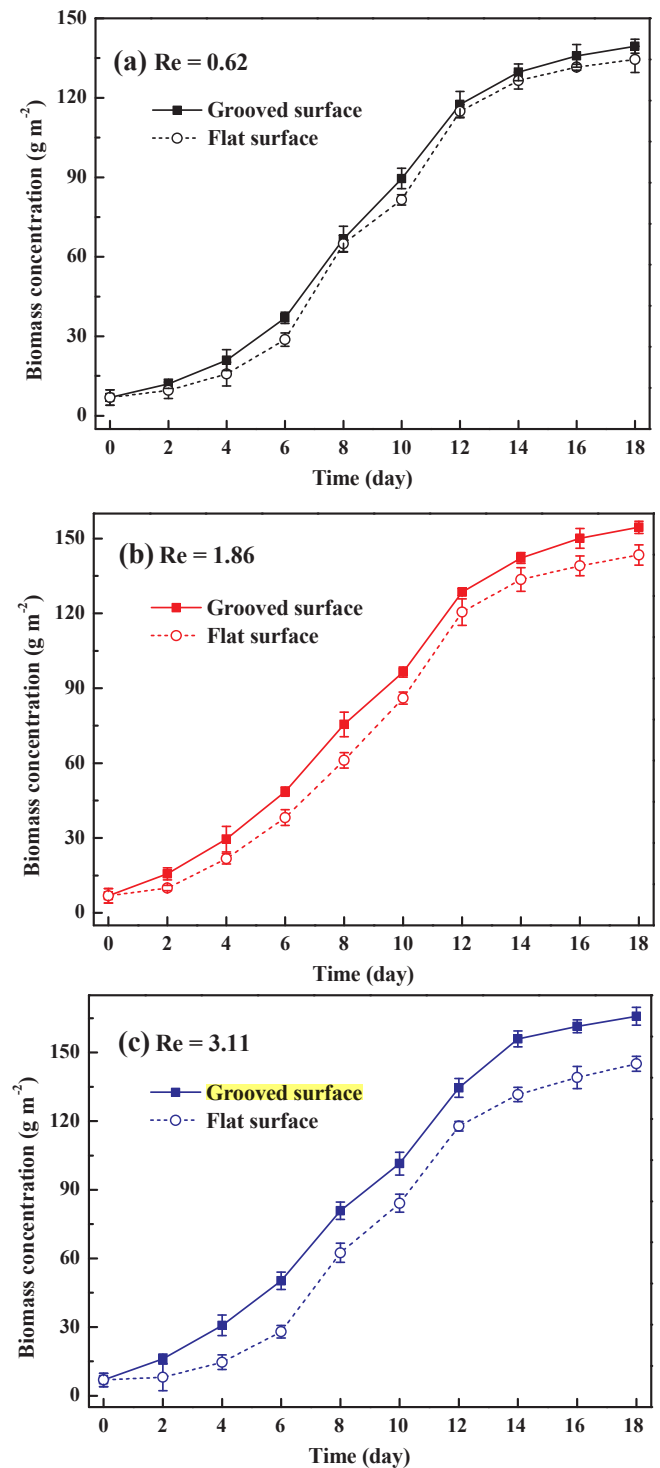 (a) Re = 0.62
Grooved surface
Flat surface
Biomass concentration (g m-2)
150
120
90
60
30
0
0 2 4 6 8 10 12 14 16 18
Time (day)
(b) Re = 1.86
Grooved surface
Flat surface
Biomass concentration (g m-2)
150
120
90
60
30
0
0 2 4 6 8 10 12 14 16 18
Time (day)
(c) Re = 3.11
Grooved surface
Flat surface
Biomass concentration (g m-2)
150
120
90
60
30
0
0 2 4 6 8 10 12 14 16 18
Time (day)